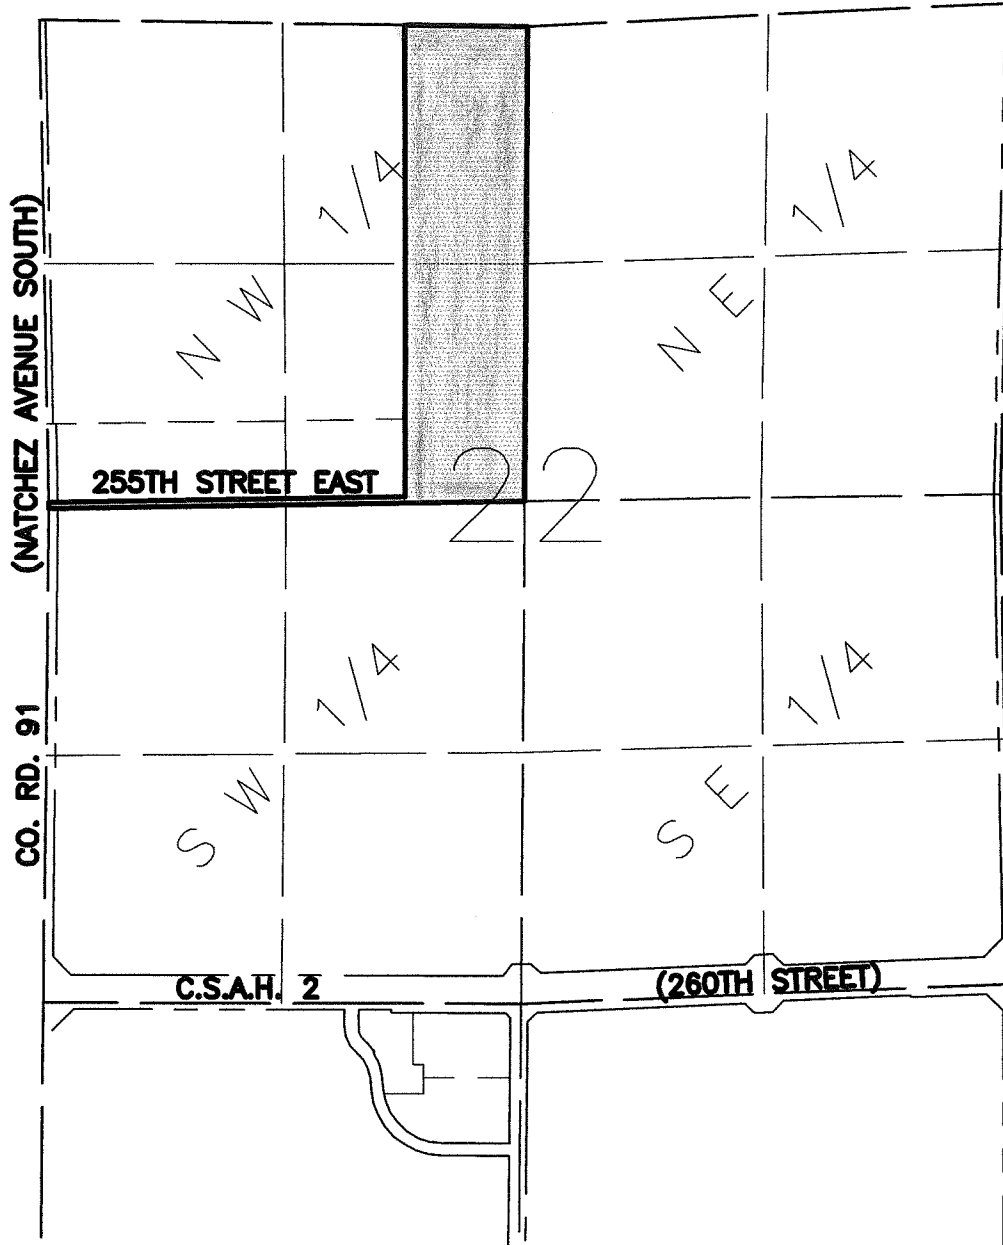 (NATCHEZ AVENUE SOUTH)
CO. RD. 91
NW 1/4
NE 1/4
255TH STREET EAST
22
SW 1/4
SE 1/4
C.S.A.H. 2
(260TH STREET)